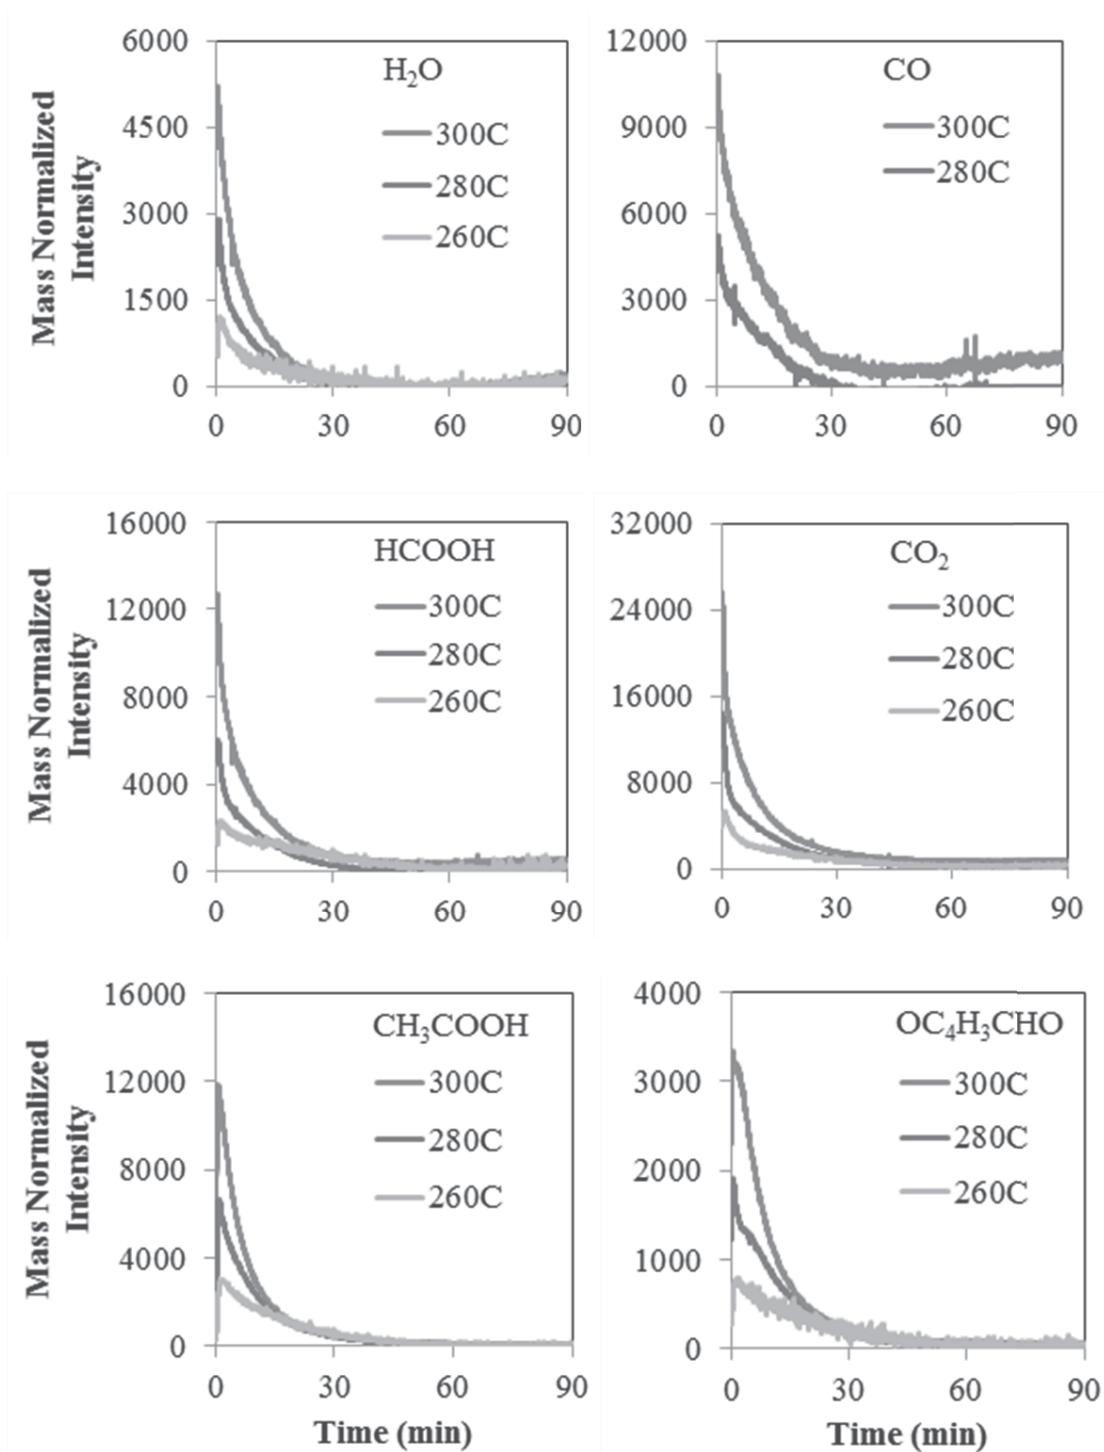 Mass Normalized
Intensity
6000
4500
3000
1500
0
0
30
60
90
H₂O
300C
280C
260C
12000
9000
6000
3000
0
0
30
60
90
CO
300C
280C
Mass Normalized
Intensity
16000
12000
8000
4000
0
0
30
60
90
HCOOH
300C
280C
260C
32000
24000
16000
8000
0
0
30
60
90
CO₂
300C
280C
260C
Mass Normalized
Intensity
16000
12000
8000
4000
0
0
30
60
90
Time (min)
CH₃COOH
300C
280C
260C
4000
3000
2000
1000
0
0
30
60
90
Time (min)
OC₄H₃CHO
300C
280C
260C